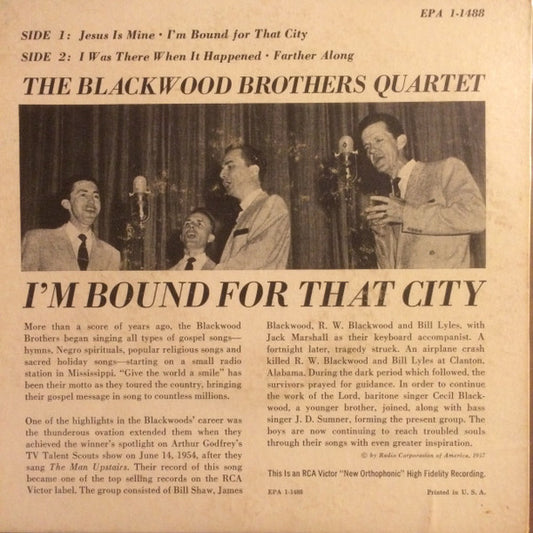 EPA 1-1488
SIDE 1: Jesus Is Mine • I'm Bound for That City
SIDE 2: I Was There When It Happened • Farther Along
THE BLACKWOOD BROTHERS QUARTET
I'M BOUND FOR THAT CITY
More than a score of years ago, the Blackwood
Brothers began singing all types of gospel songs—
hymns, Negro spirituals, popular religious songs and
sacred holiday songs—starting on a small radio
station in Mississippi. "Give the world a smile" has
been their motto as they toured the country, bringing
their gospel message in song to countless millions.
One of the highlights in the Blackwoods' career was
the thunderous ovation extended them when they
achieved the winner's spotlight on Arthur Godfrey's
TV Talent Scouts show on June 14, 1954, after they
sang The Man Upstairs. Their record of this song
became one of the top selling records on the RCA
Victor label. The group consisted of Bill Shaw, James
Blackwood, R. W. Blackwood and Bill Lyles, with
Jack Marshall as their keyboard accompanist. A
fortnight later, tragedy struck. An airplane crash
killed R. W. Blackwood and Bill Lyles at Clanton,
Alabama. During the dark period which followed, the
survivors prayed for guidance. In order to continue
the work of the Lord, baritone singer Cecil Black-
wood, a younger brother, joined, along with bass
singer J. D. Sumner, forming the present group. The
boys are now continuing to reach troubled souls
through their songs with even greater inspiration.
© by Radio Corporation of America, 1957
This Is an RCA Victor "New Orthophonic" High Fidelity Recording.
EPA 1-1488
Printed in U. S. A.